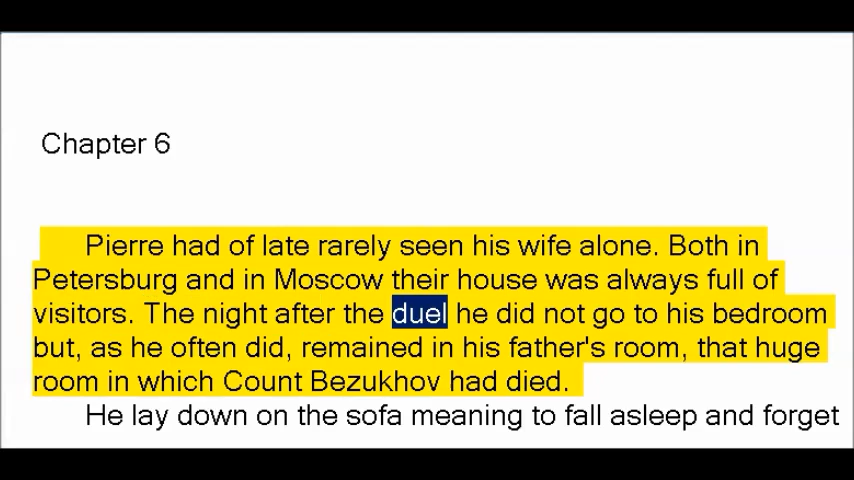 Chapter 6
Pierre had of late rarely seen his wife alone. Both in
Petersburg and in Moscow their house was always full of
visitors. The night after the duel he did not go to his bedroom
but, as he often did, remained in his father's room, that huge
room in which Count Bezukhov had died.
He lay down on the sofa meaning to fall asleep and forget